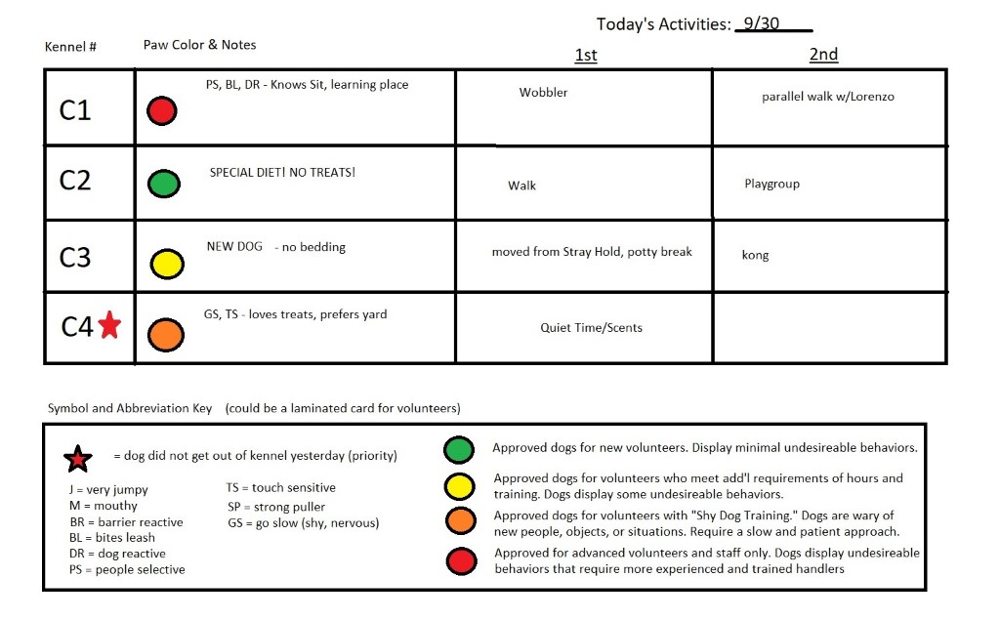 Today's Activities: 9/30
Kennel #
Paw Color & Notes
1st
2nd
C1
PS, BL, DR - Knows Sit, learning place
Wobbler
parallel walk w/Lorenzo
C2
SPECIAL DIET! NO TREATS!
Walk
Playgroup
C3
NEW DOG - no bedding
moved from Stray Hold, potty break
kong
C4
GS, TS - loves treats, prefers yard
Quiet Time/Scents
Symbol and Abbreviation Key (could be a laminated card for volunteers)
= dog did not get out of kennel yesterday (priority)
J = very jumpy
M = mouthy
BR = barrier reactive
BL = bites leash
DR = dog reactive
PS = people selective
TS = touch sensitive
SP = strong puller
GS = go slow (shy, nervous)
Approved dogs for new volunteers. Display minimal undesireable behaviors.
Approved dogs for volunteers who meet add'l requirements of hours and
training. Dogs display some undesireable behaviors.
Approved dogs for volunteers with "Shy Dog Training." Dogs are wary of
new people, objects, or situations. Require a slow and patient approach.
Approved for advanced volunteers and staff only. Dogs display undesireable
behaviors that require more experienced and trained handlers